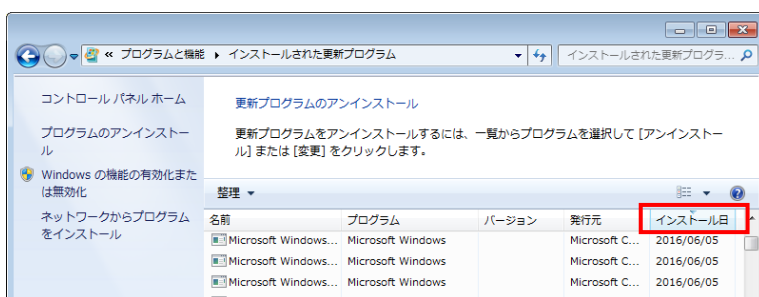 « プログラムと機能 ▸ インストールされた更新プログラム
インストールされた更新プログラ...
コントロール パネル ホーム
プログラムのアンインストー
ル
Windows の機能の有効化また
は無効化
ネットワークからプログラム
をインストール
更新プログラムのアンインストール
更新プログラムをアンインストールするには、一覧からプログラムを選択して [アンインストー
ル] または [変更] をクリックします。
整理
名前 プログラム バージョン 発行元 インストール日
Microsoft Windows... Microsoft Windows Microsoft C... 2016/06/05
Microsoft Windows... Microsoft Windows Microsoft C... 2016/06/05
Microsoft Windows... Microsoft Windows Microsoft C... 2016/06/05